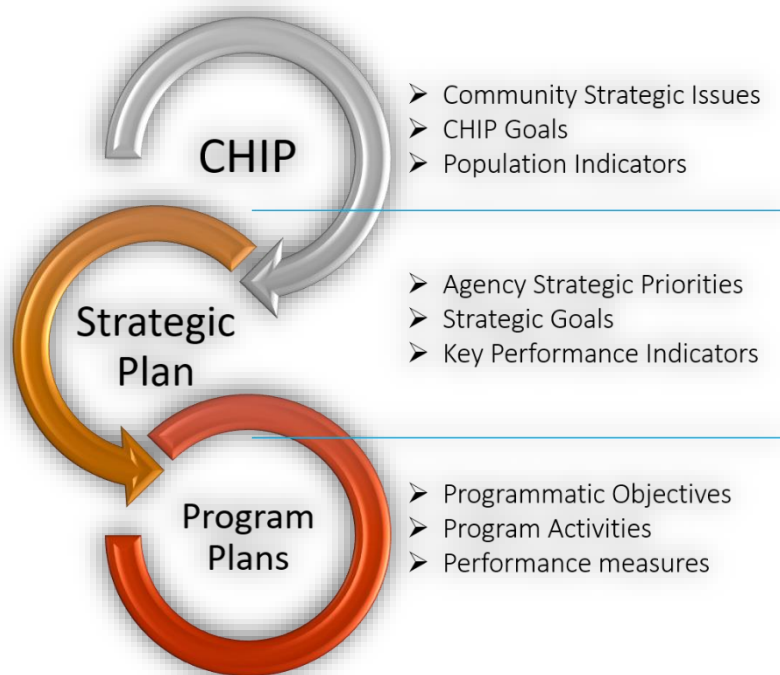 CHIP
➢ Community Strategic Issues
➢ CHIP Goals
➢ Population Indicators
Strategic
Plan
➢ Agency Strategic Priorities
➢ Strategic Goals
➢ Key Performance Indicators
Program
Plans
➢ Programmatic Objectives
➢ Program Activities
➢ Performance measures